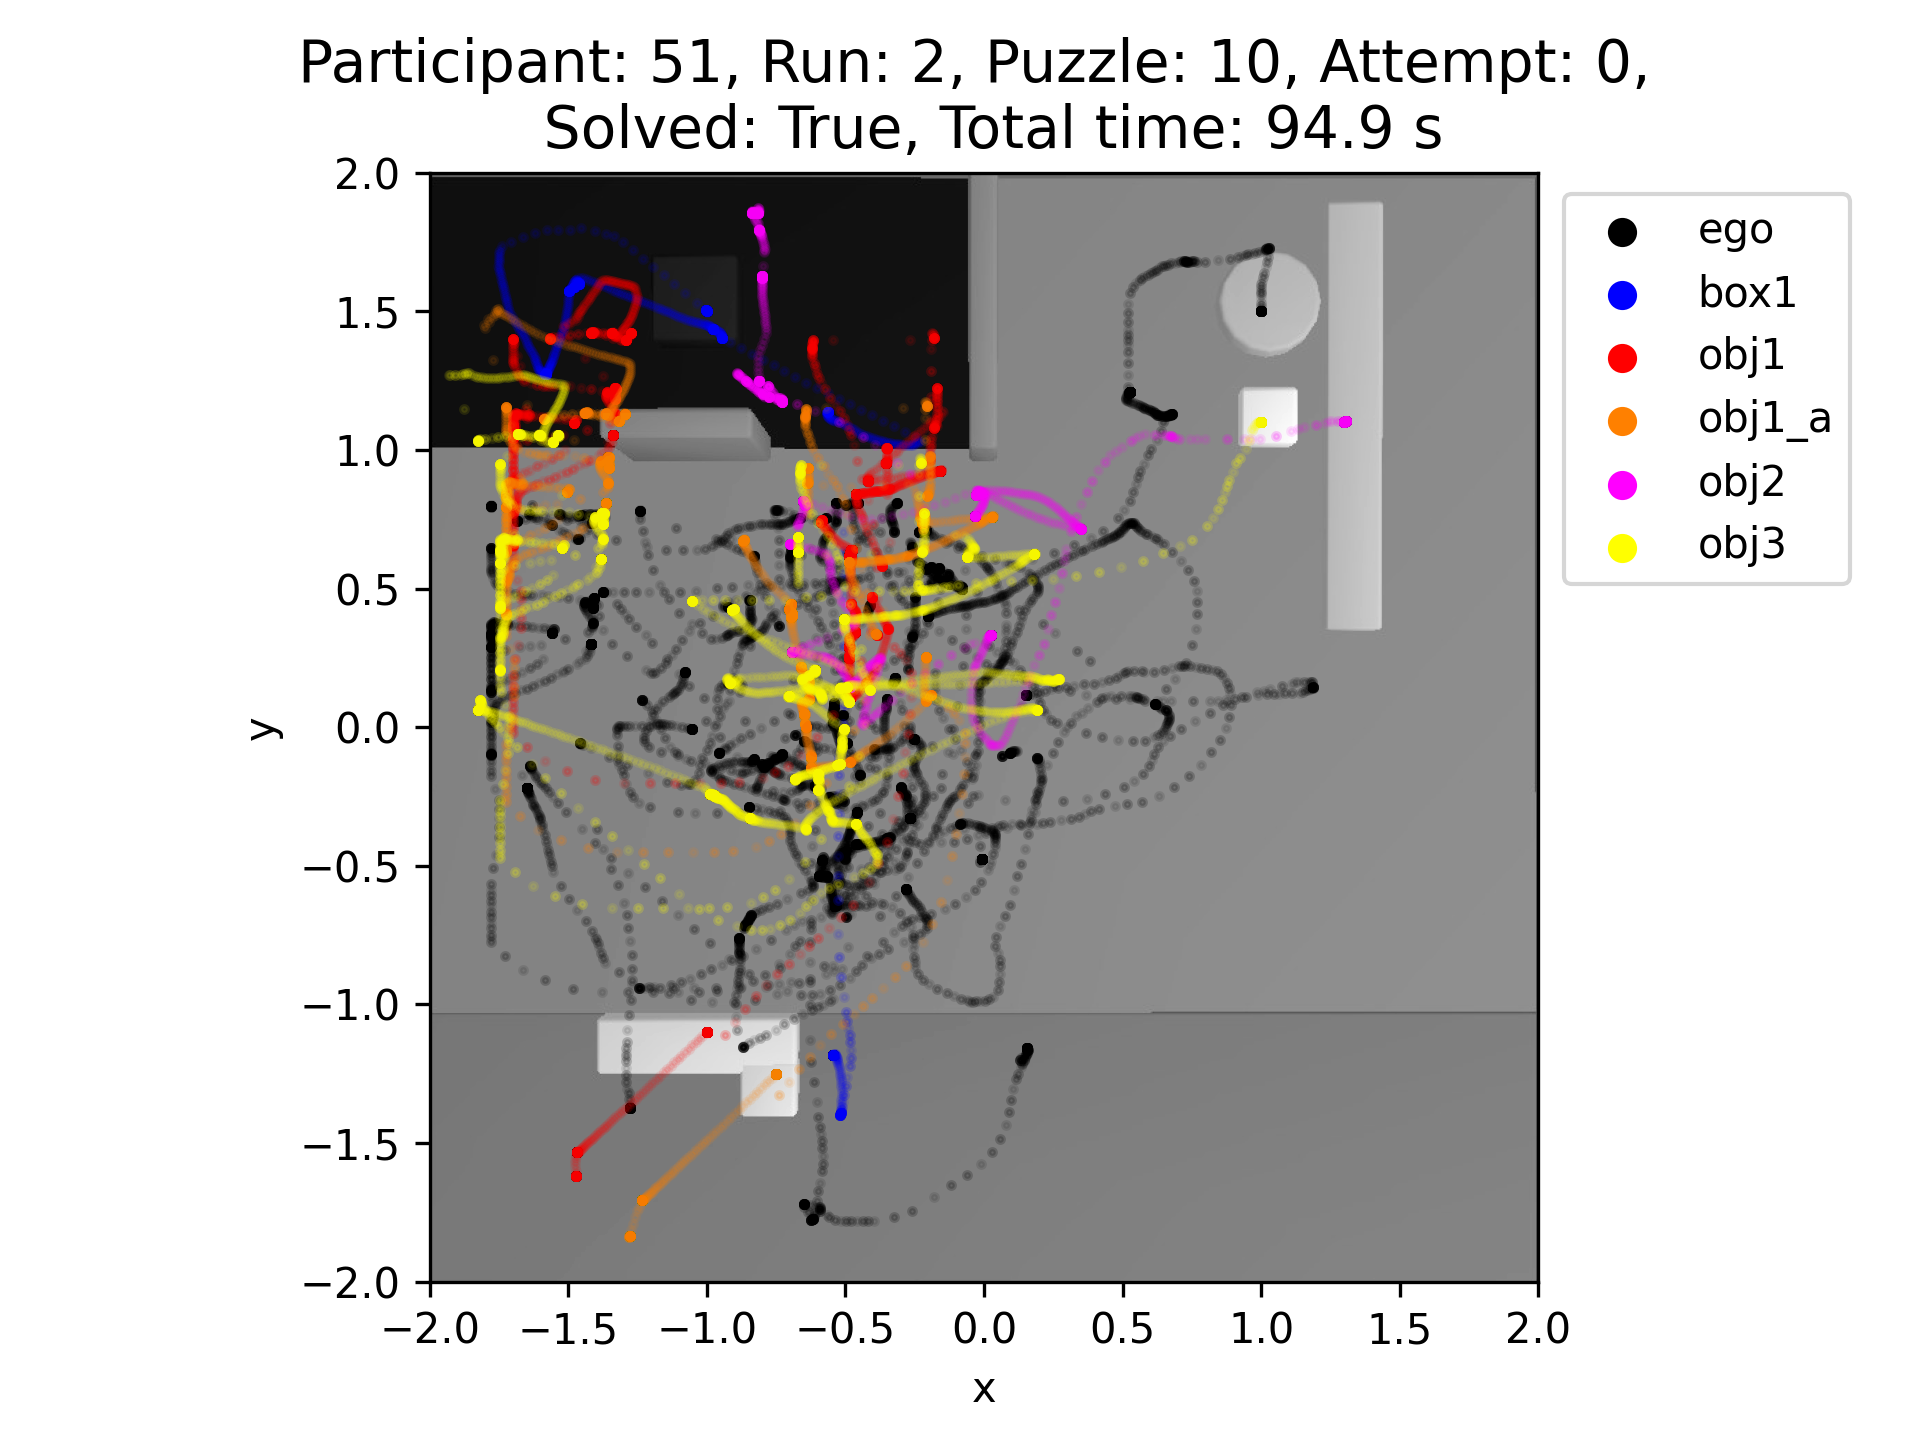 Participant: 51, Run: 2, Puzzle: 10, Attempt: 0,
Solved: True, Total time: 94.9 s
2.0
1.5
1.0
0.5
0.0
−0.5
−1.0
−1.5
−2.0
y
−2.0 −1.5 −1.0 −0.5 0.0 0.5 1.0 1.5 2.0
x
ego
box1
obj1
obj1_a
obj2
obj3